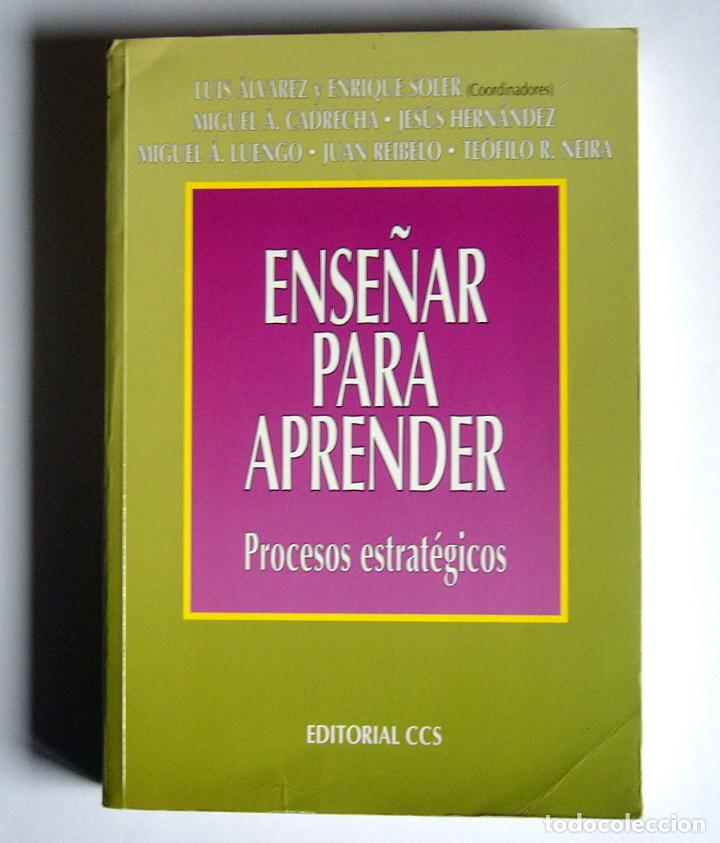 LUIS ÁLVAREZ y ENRIQUE SOLER (Coordinadores)
MIGUEL Á. CADRECHA • JESÚS HERNÁNDEZ
MIGUEL Á. LUENGO • JUAN REIBELO • TEÓFILO R. NEIRA
ENSEÑAR
PARA
APRENDER
Procesos estratégicos
EDITORIAL CCS
todocoleccion